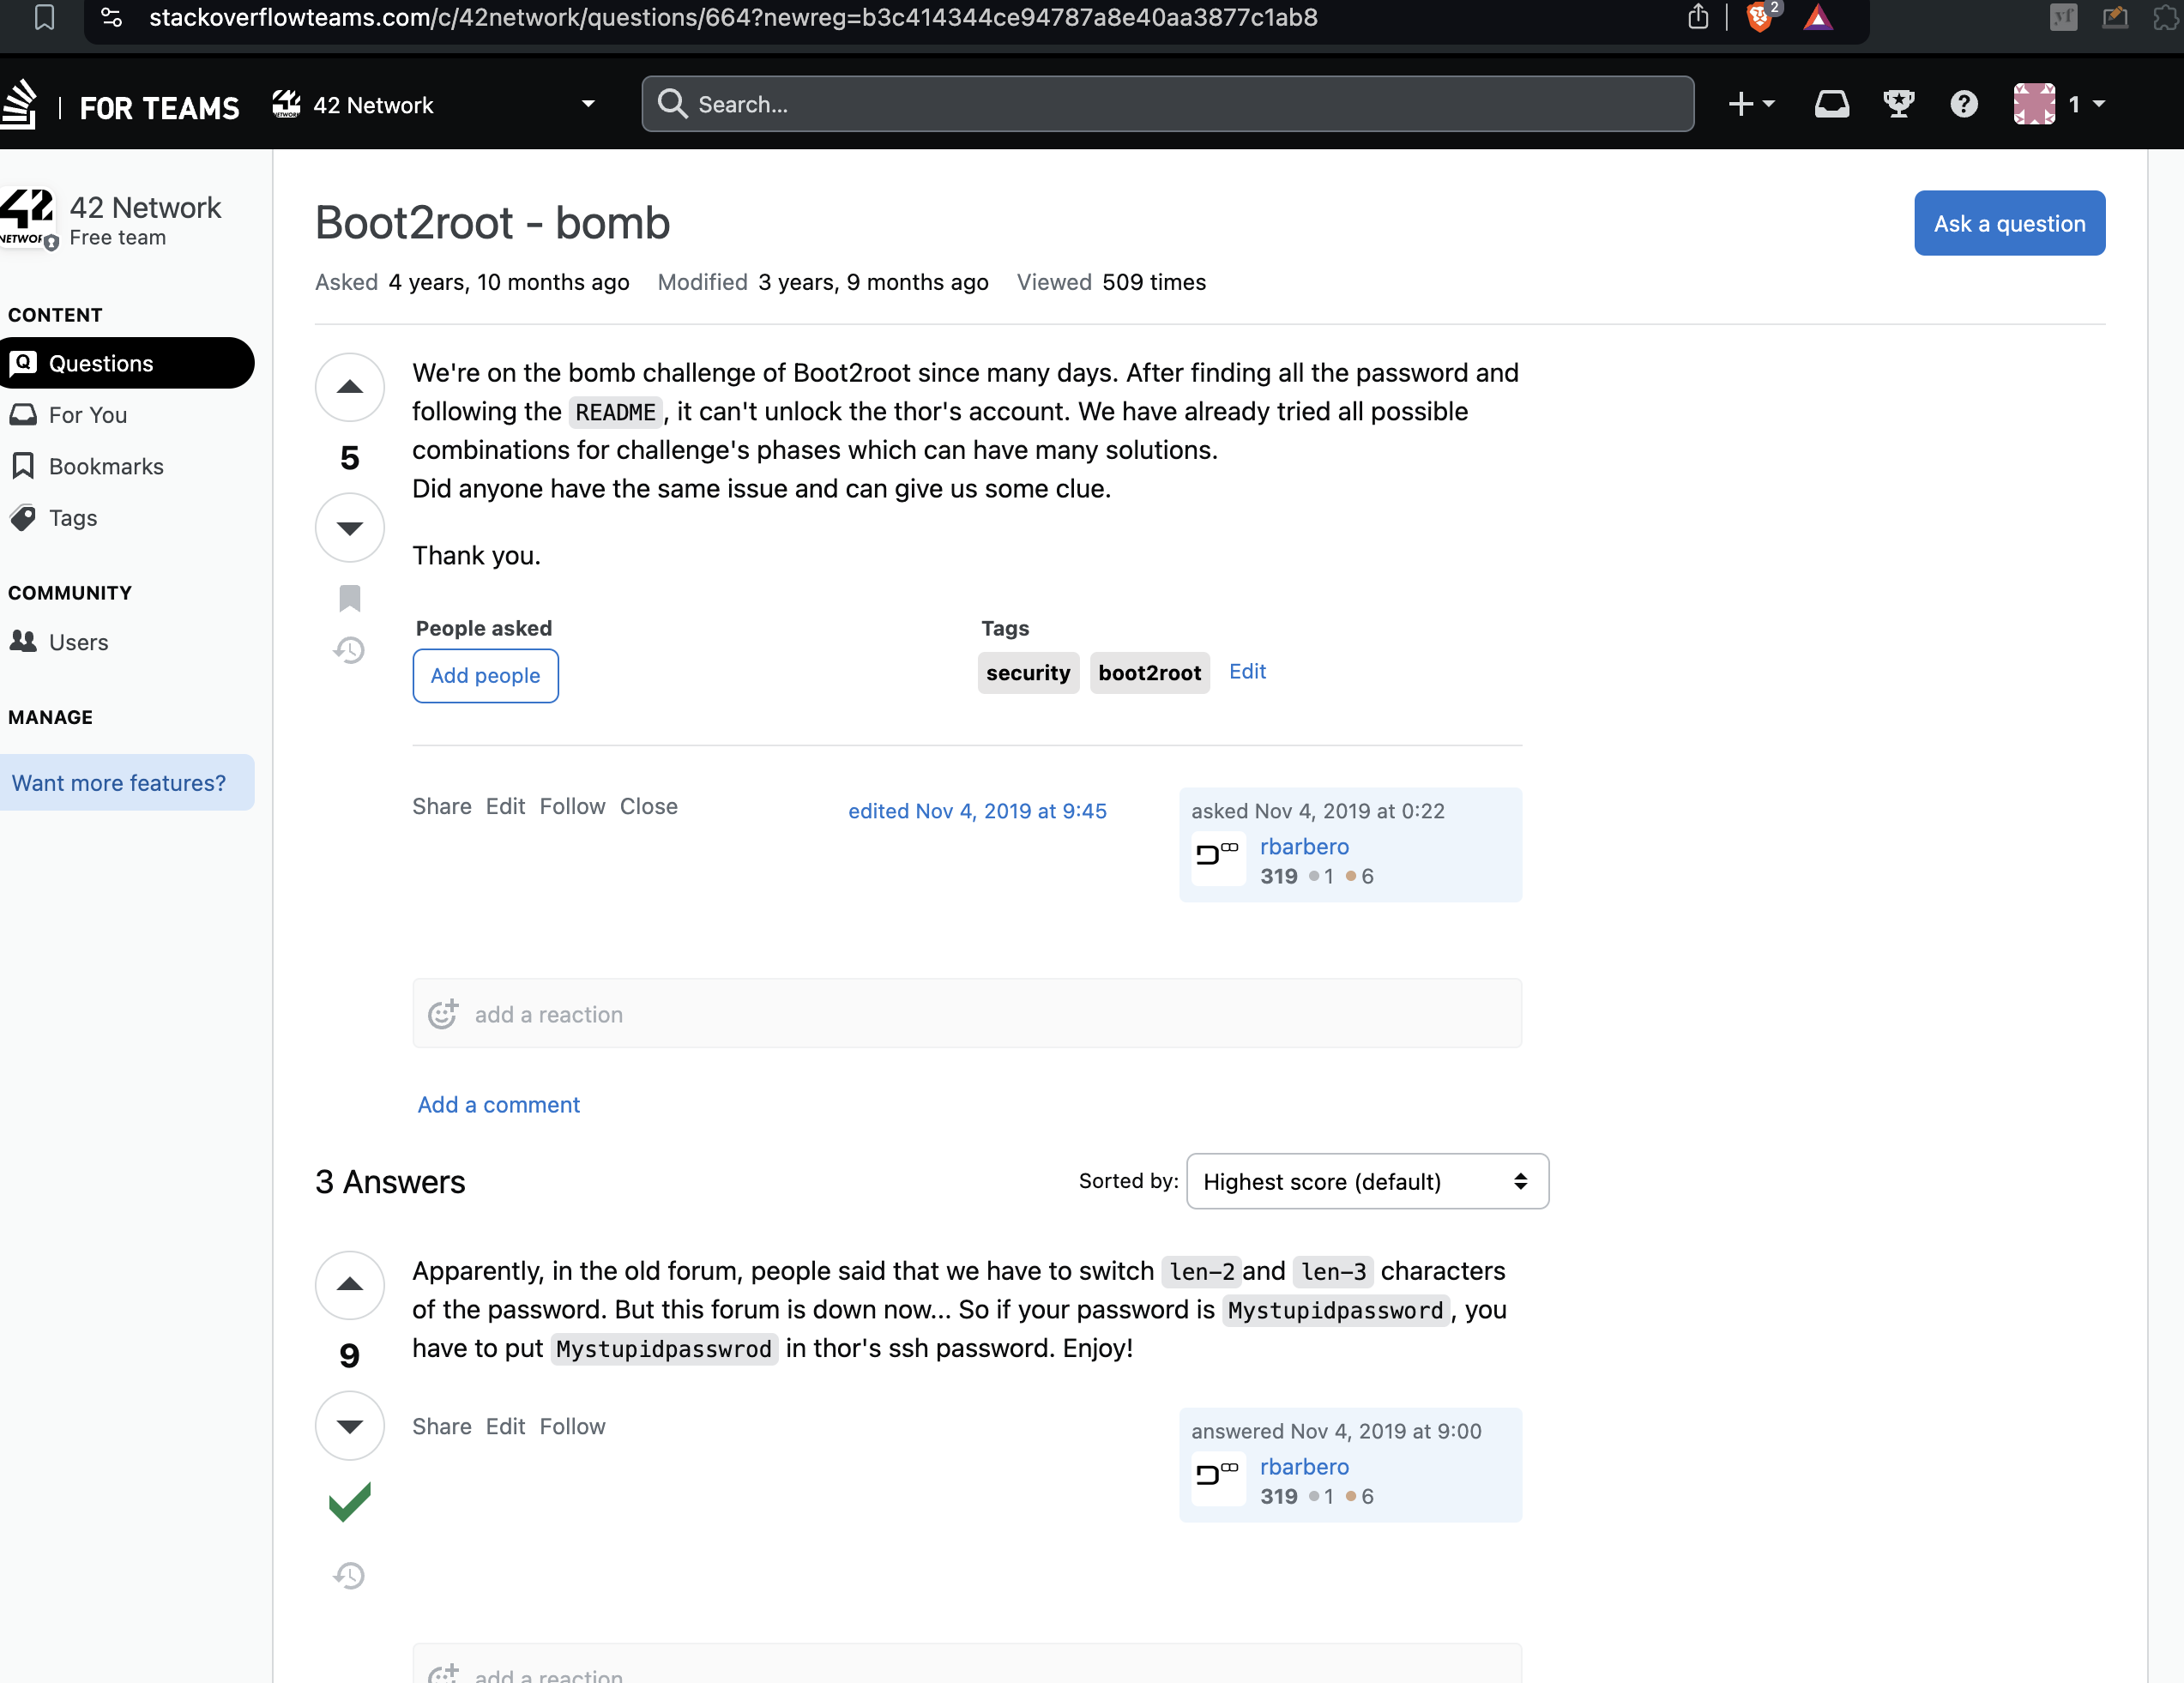 stackoverflowteams.com/c/42network/questions/664?newreg=b3c414344ce94787a8e40aa3877c1ab8
2
yf
FOR TEAMS
42 Network
Search...
1
42 Network
Free team
CONTENT
Questions
For You
Bookmarks
Tags
COMMUNITY
Users
MANAGE
Want more features?
Boot2root - bomb
Ask a question
Asked 4 years, 10 months ago Modified 3 years, 9 months ago Viewed 509 times
5
We're on the bomb challenge of Boot2root since many days. After finding all the password and
following the README, it can't unlock the thor's account. We have already tried all possible
combinations for challenge's phases which can have many solutions.
Did anyone have the same issue and can give us some clue.
Thank you.
People asked
Add people
Tags
security boot2root Edit
Share Edit Follow Close
edited Nov 4, 2019 at 9:45
asked Nov 4, 2019 at 0:22
rbarbero
319 1 6
add a reaction
Add a comment
3 Answers
Sorted by: Highest score (default)
9
Apparently, in the old forum, people said that we have to switch len-2 and len-3 characters
of the password. But this forum is down now... So if your password is Mystupidpassword, you
have to put Mystupidpasswrod in thor's ssh password. Enjoy!
Share Edit Follow
answered Nov 4, 2019 at 9:00
rbarbero
319 1 6
add a reaction